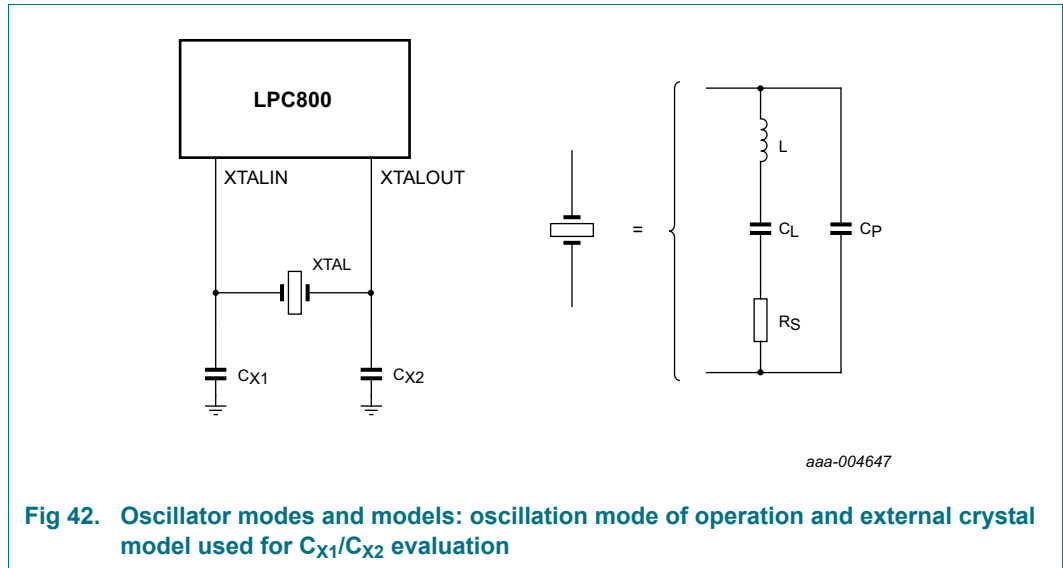 LPC800
XTALIN
XTALOUT
XTAL
CX1
CX2
=
L
CL
CP
RS
aaa-004647
Fig 42. Oscillator modes and models: oscillation mode of operation and external crystal
model used for CX1/CX2 evaluation